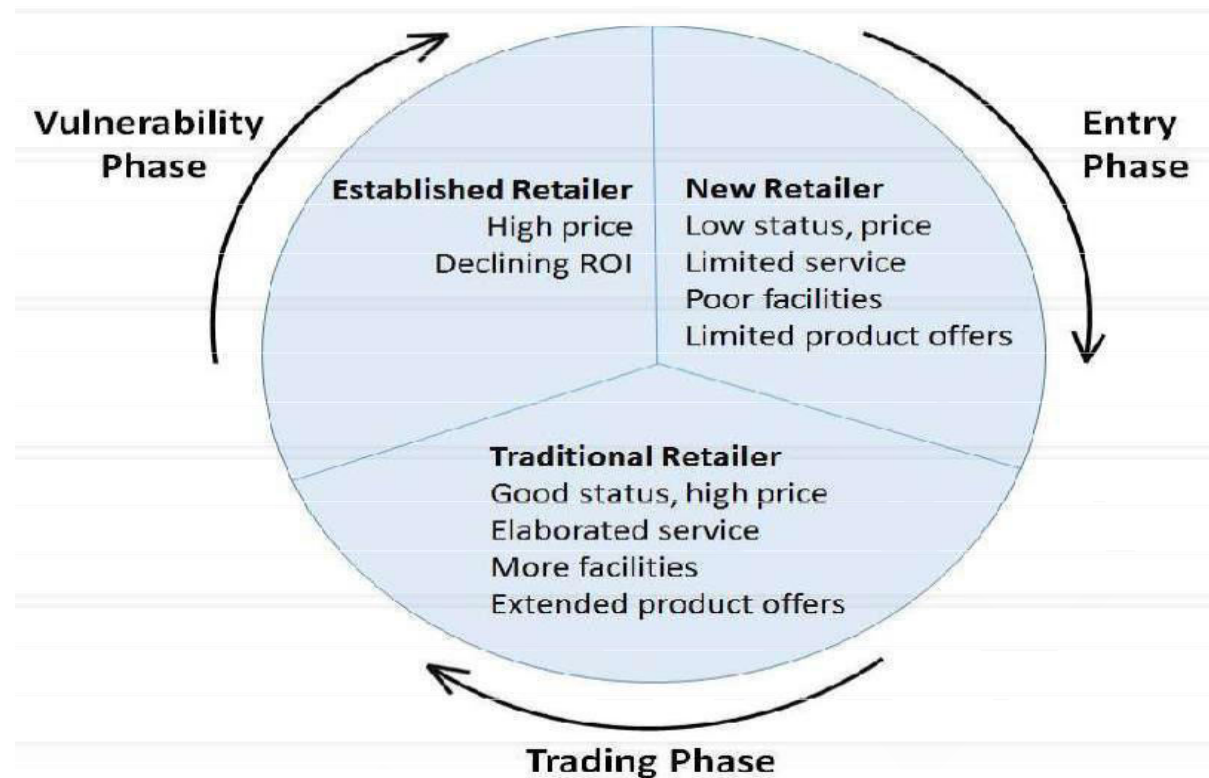 Vulnerability
Phase
Entry
Phase
Established Retailer
High price
Declining ROI
New Retailer
Low status, price
Limited service
Poor facilities
Limited product offers
Traditional Retailer
Good status, high price
Elaborated service
More facilities
Extended product offers
Trading Phase